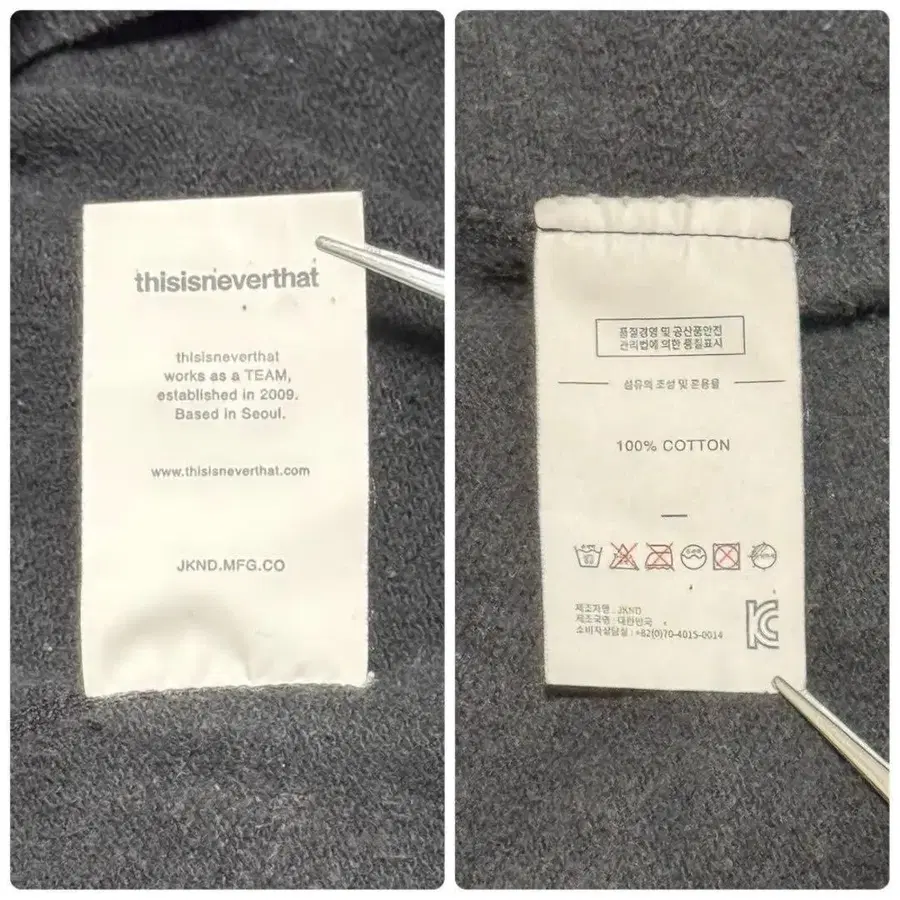 thisisneverthat
thisisneverthat
works as a TEAM,
established in 2009.
Based in Seoul.
www.thisisneverthat.com
JKND.MFG.CO
품질경영 및 공산품안전
관리법에 의한 품질표시
섬유의 조성 및 혼용율
100% COTTON
제조자명 : JKND
제조국명 : 대한민국
소비자상담실 : +82(0)70-4015-0014